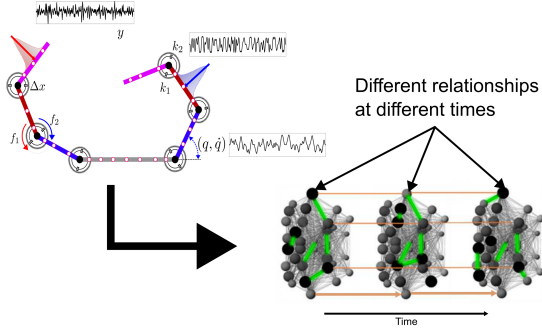 y
k₂
k₁
Δx
f₁
f₂
(q, q̇)
Different relationships
at different times
Time